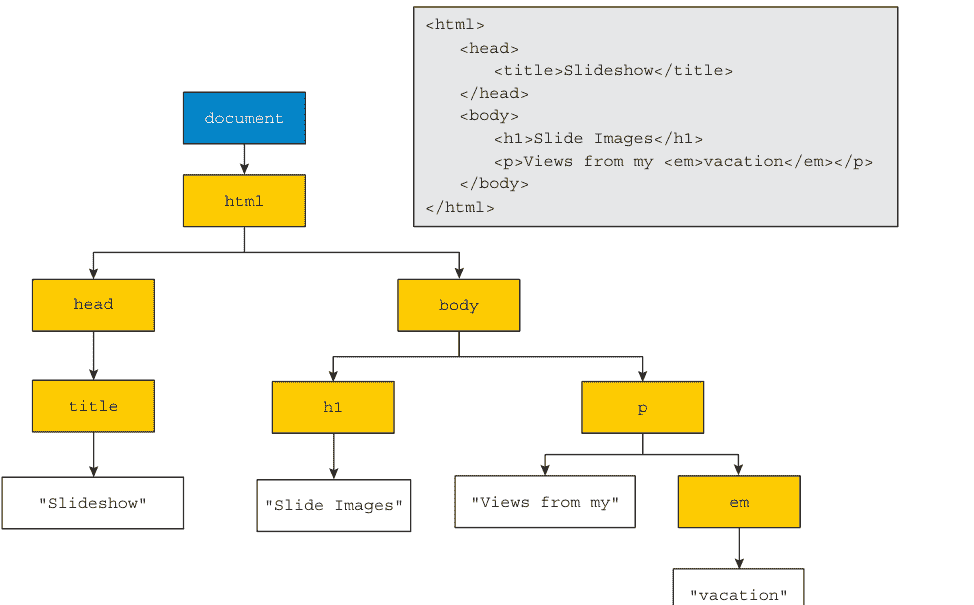 <html>
<head>
<title>Slideshow</title>
</head>
<body>
<h1>Slide Images</h1>
<p>Views from my <em>vacation</em></p>
</body>
</html>
document
html
head
body
title
h1
p
"Slideshow"
"Slide Images"
"Views from my"
em
"vacation"